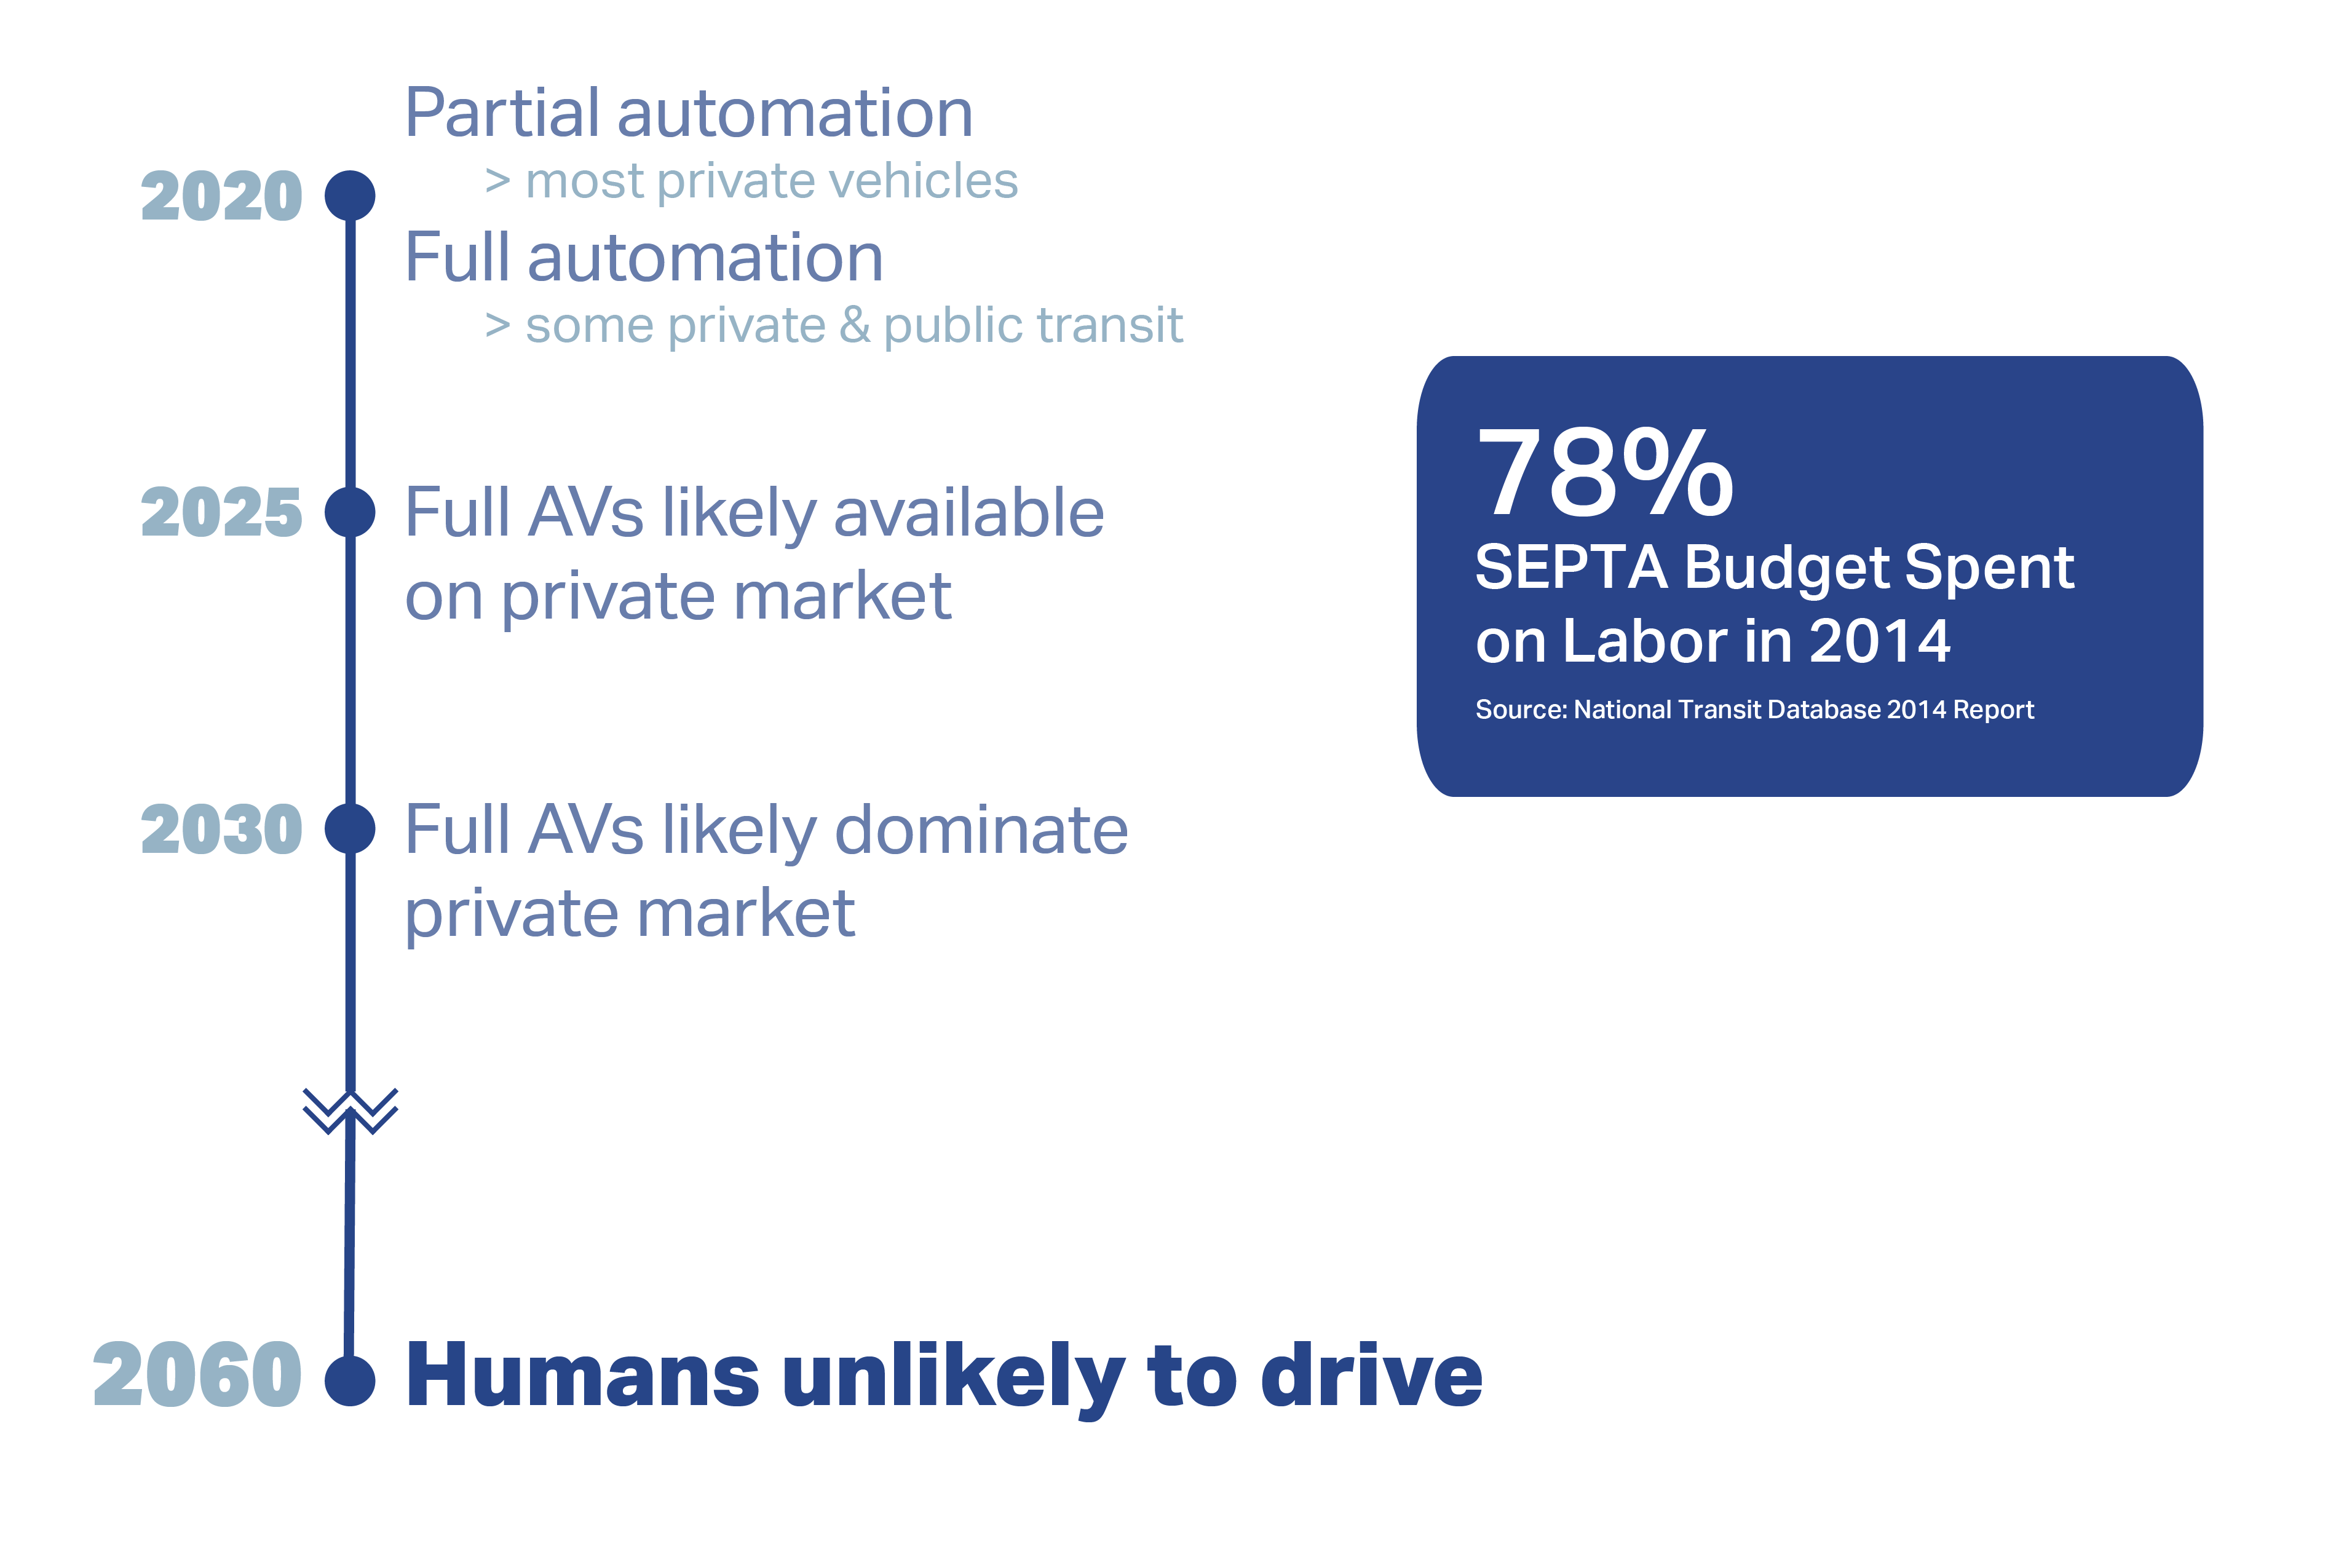 Partial automation
> most private vehicles
2020
Full automation
> some private & public transit
2025
Full AVs likely available
on private market
78%
SEPTA Budget Spent
on Labor in 2014
Source: National Transit Database 2014 Report
2030
Full AVs likely dominate
private market
2060
Humans unlikely to drive